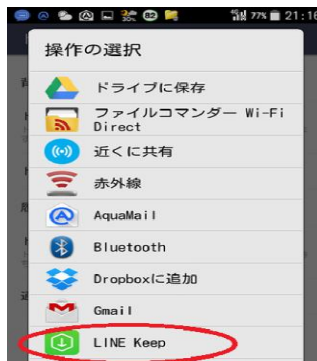 82
77%
21:16
操作の選択
ドライブに保存
ファイルコマンダー Wi-Fi
Direct
近くに共有
赤外線
AquaMail
Bluetooth
Dropboxに追加
Gmail
LINE Keep